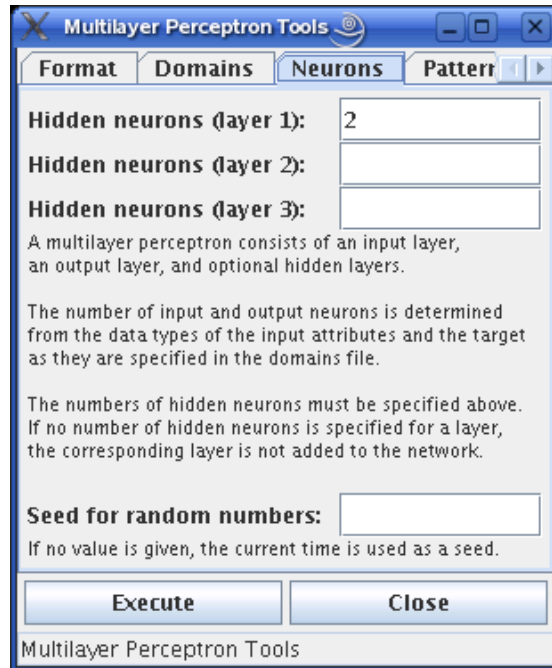 Multilayer Perceptron Tools
Format Domains Neurons
Hidden neurons (layer 1): 2
Hidden neurons (layer 2):
Hidden neurons (layer 3):
A multilayer perceptron consists of an input layer,
an output layer, and optional hidden layers.
The number of input and output neurons is determined
from the data types of the input attributes and the target
as they are specified in the domains file.
The numbers of hidden neurons must be specified above.
If no number of hidden neurons is specified for a layer,
the corresponding layer is not added to the network.
Seed for random numbers:
If no value is given, the current time is used as a seed.
Execute Close
Multilayer Perceptron Tools